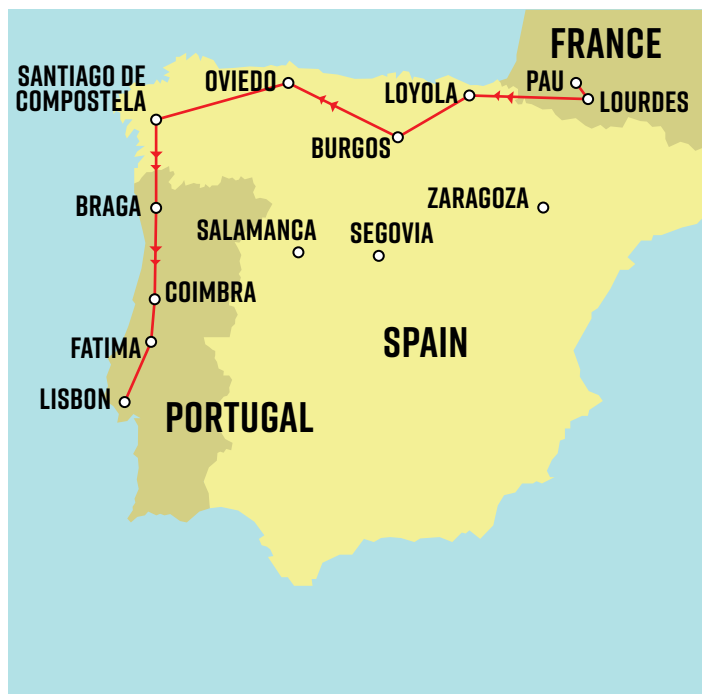 FRANCE
SANTIAGO DE
COMPOSTELA
OVIEDO
LOYOLA
PAU
LOURDES
BURGOS
BRAGA
ZARAGOZA
SALAMANCA
SEGOVIA
COIMBRA
FATIMA
SPAIN
LISBON
PORTUGAL